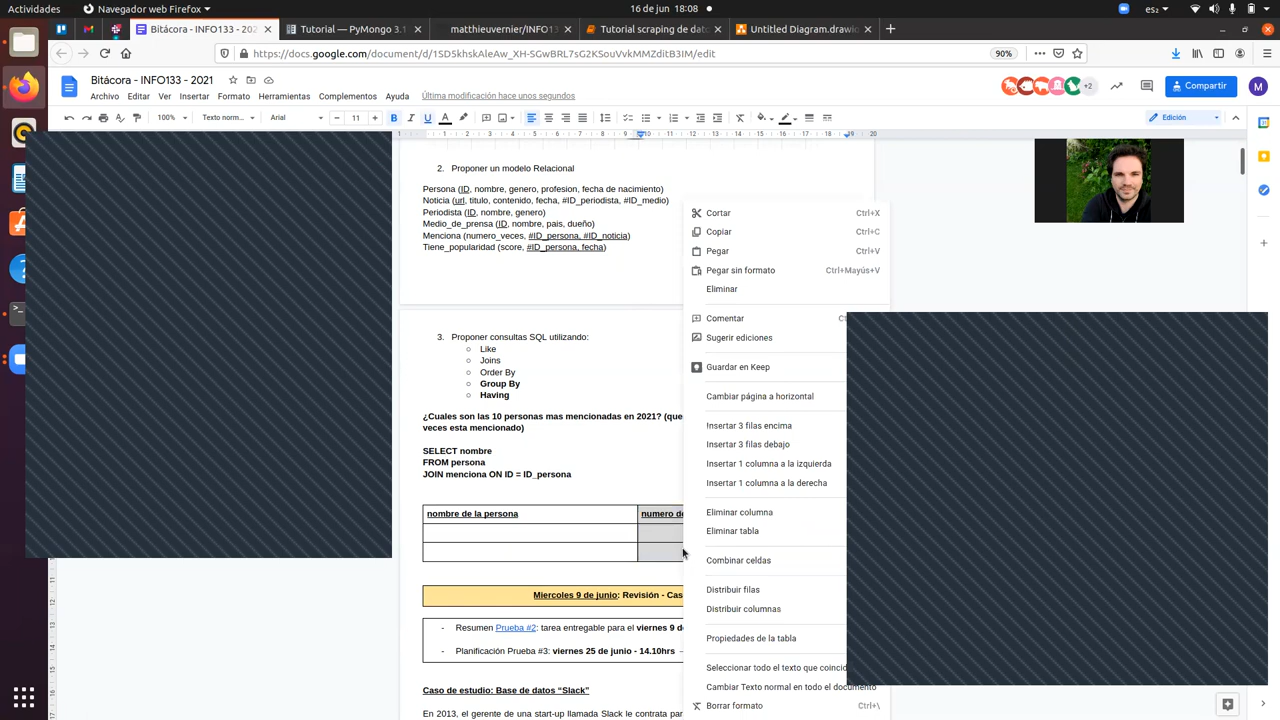 Navegador web Firefox
16 de jun 18:08
es₂
Bitácora - INFO133 - 2021
Tutorial — PyMongo 3.1
matthieuvernier/INFO133
Tutorial scraping de dat
Untitled Diagram.drawio
https://docs.google.com/document/d/1SDSkhskAleAw_XH-SGwBRL7sG2KSouVvkMMZditB3IM/edit
90%
Bitácora - INFO133 - 2021
Archivo Editar Ver Insertar Formato Herramientas Complementos Ayuda Última modificación hace unos segundos
+2
Compartir
M
100% Texto norm... Arial 11
Edición
2. Proponer un modelo Relacional
Persona (ID, nombre, genero, profesion, fecha de nacimiento)
Noticia (url, titulo, contenido, fecha, #ID_periodista, #ID_medio)
Periodista (ID, nombre, genero)
Medio_de_prensa (ID, nombre, pais, dueño)
Menciona (numero_veces, #ID_persona, #ID_noticia)
Tiene_popularidad (score, #ID_persona, fecha)
3. Proponer consultas SQL utilizando:
Like
Joins
Order By
Group By
Having
¿Cuales son las 10 personas mas mencionadas en 2021? (que
veces esta mencionado)
SELECT nombre
FROM persona
JOIN menciona ON ID = ID_persona
nombre de la persona numero de
Miercoles 9 de junio: Revisión - Cas
- Resumen Prueba #2: tarea entregable para el viernes 9 d
- Planificación Prueba #3: viernes 25 de junio - 14.10hrs
Caso de estudio: Base de datos “Slack”
En 2013, el gerente de una start-up llamada Slack le contrata par
Cortar Ctrl+X
Copiar Ctrl+C
Pegar Ctrl+V
Pegar sin formato Ctrl+Mayús+V
Eliminar
Comentar
Sugerir ediciones
Guardar en Keep
Cambiar página a horizontal
Insertar 3 filas encima
Insertar 3 filas debajo
Insertar 1 columna a la izquierda
Insertar 1 columna a la derecha
Eliminar columna
Eliminar tabla
Combinar celdas
Distribuir filas
Distribuir columnas
Propiedades de la tabla
Seleccionar todo el texto que coincid
Cambiar Texto normal en todo el documento
Borrar formato Ctrl+\